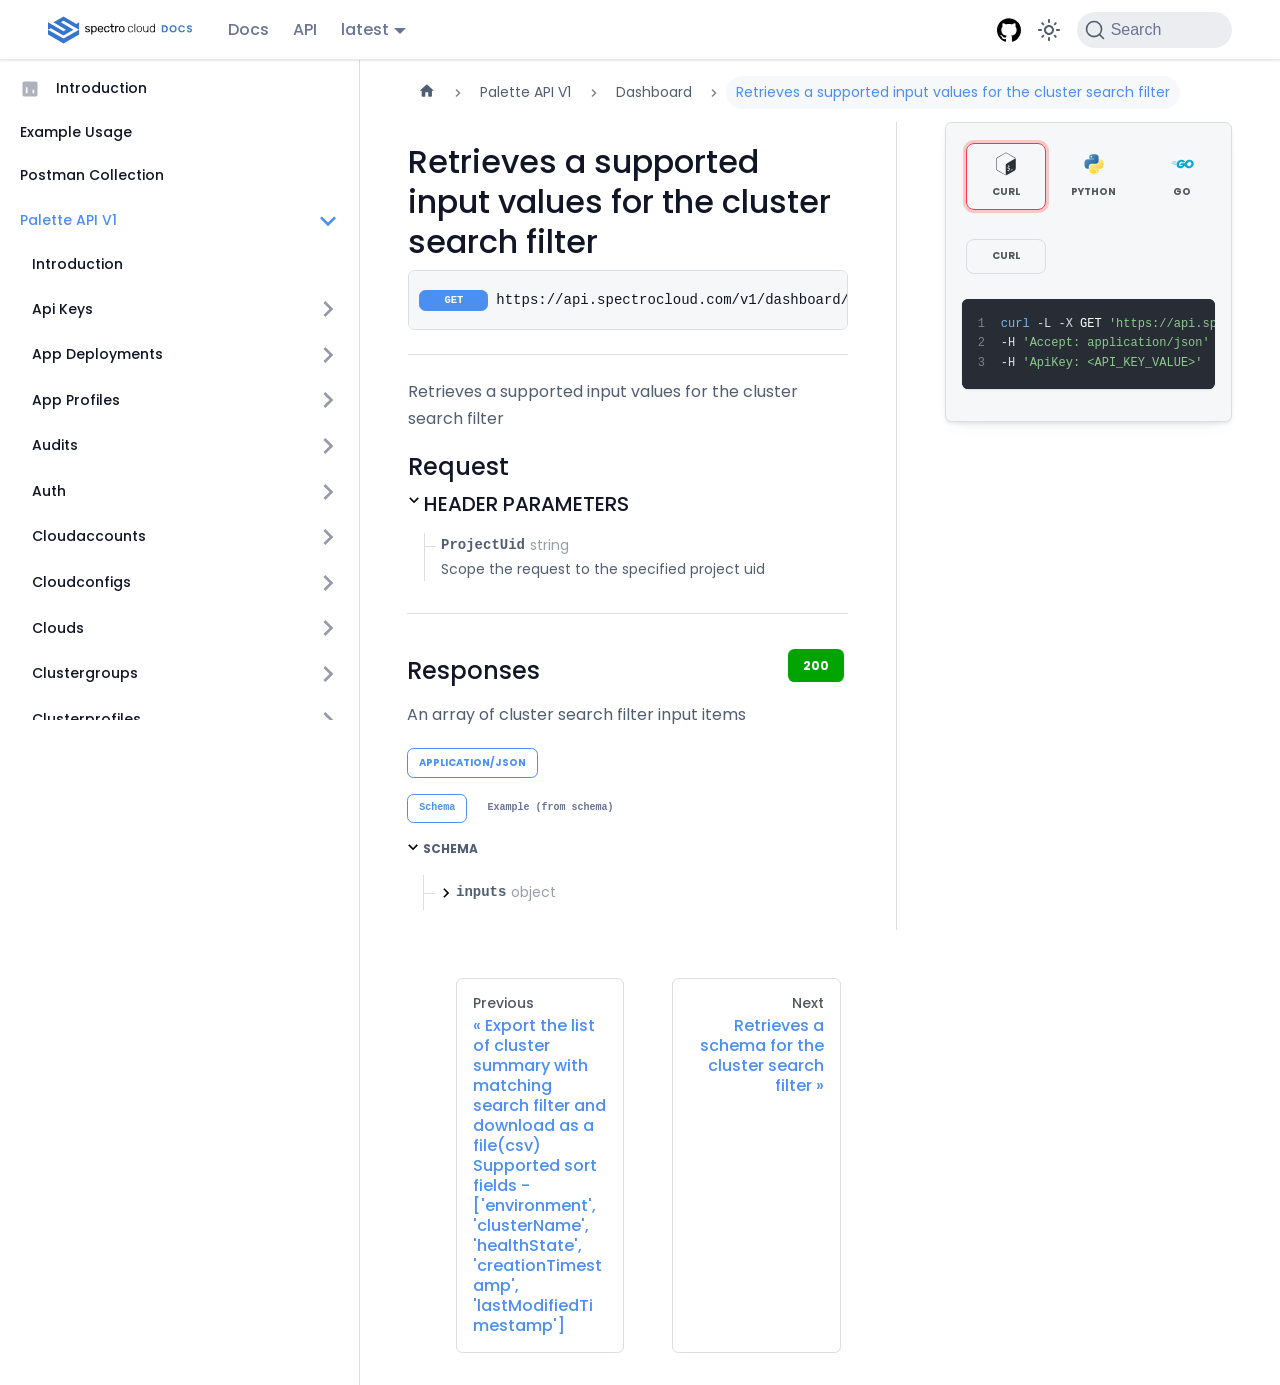 spectro cloud DOCS Docs API latest Search
Introduction
Example Usage
Postman Collection
Palette API V1
Introduction
Api Keys
App Deployments
App Profiles
Audits
Auth
Cloudaccounts
Cloudconfigs
Clouds
Clustergroups
Clusterprofiles
Palette API V1 Dashboard Retrieves a supported input values for the cluster search filter
Retrieves a supported
input values for the cluster
search filter
GET https://api.spectrocloud.com/v1/dashboard/
Retrieves a supported input values for the cluster
search filter
Request
HEADER PARAMETERS
ProjectUid string
Scope the request to the specified project uid
Responses
200
An array of cluster search filter input items
APPLICATION/JSON
Schema Example (from schema)
SCHEMA
inputs object
CURL PYTHON GO
CURL
1 curl -L -X GET 'https://api.sp
2 -H 'Accept: application/json'
3 -H 'ApiKey: <API_KEY_VALUE>'
Previous
« Export the list
of cluster
summary with
matching
search filter and
download as a
file(csv)
Supported sort
fields -
['environment',
'clusterName',
'healthState',
'creationTimest
amp',
'lastModifiedTi
mestamp']
Next
Retrieves a
schema for the
cluster search
filter »